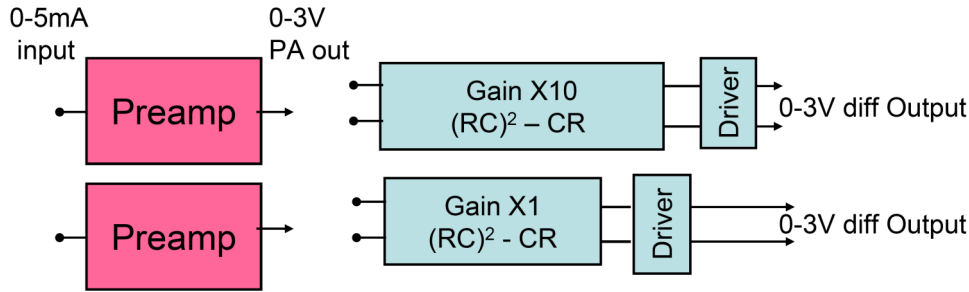 0-5mA
input
0-3V
PA out
Preamp
Gain X10
(RC)² – CR
Driver
0-3V diff Output
Preamp
Gain X1
(RC)² - CR
Driver
0-3V diff Output